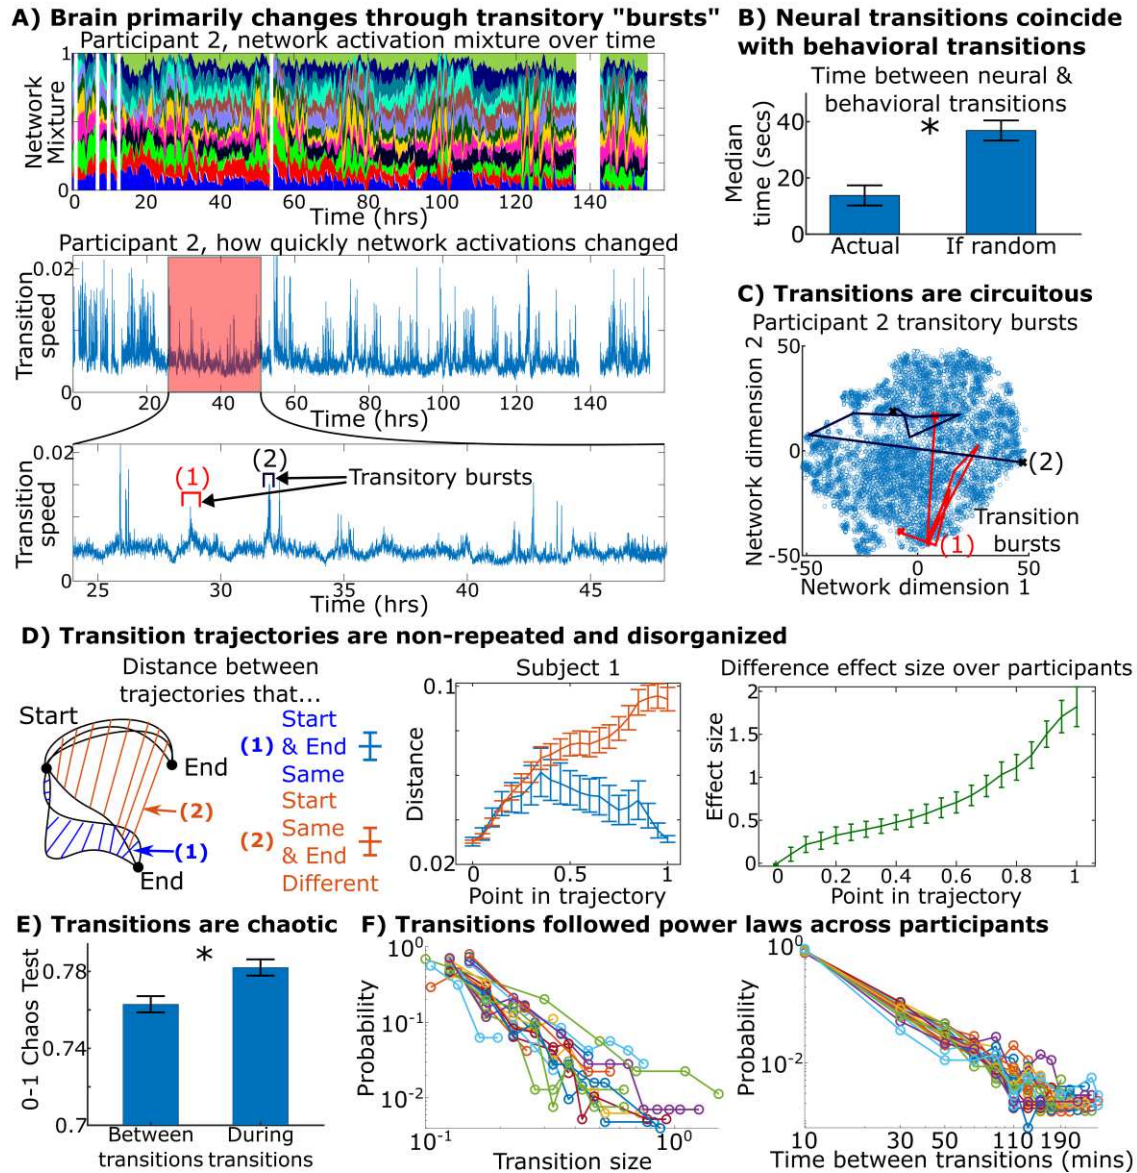 A) Brain primarily changes through transitory "bursts"
Participant 2, network activation mixture over time
1
0
Network
Mixture
0 20 40 60 80 100 120 140 160
Time (hrs)
Participant 2, how quickly network activations changed
0.02
0
Transition
speed
0 20 40 60 80 100 120 140 160
Time (hrs)
0.02
0
Transition
speed
(1)
(2)
Transitory bursts
25 30 35 40 45
Time (hrs)
B) Neural transitions coincide
with behavioral transitions
Time between neural &
behavioral transitions
*
40
20
0
Median
time (secs)
Actual If random
C) Transitions are circuitous
Participant 2 transitory bursts
50
0
-50
Network dimension 2
(2)
(1)
Transition
bursts
-50 0 50
Network dimension 1
D) Transition trajectories are non-repeated and disorganized
Distance between
trajectories that...
Start
End
End
(2)
(1)
(1) Start
& End
Same
(2) Start
Same
& End
Different
Subject 1
0.1
0.02
Distance
0 0.5 1
Point in trajectory
Difference effect size over participants
2
1.5
1
0.5
0
Effect size
0 0.2 0.4 0.6 0.8 1
Point in trajectory
E) Transitions are chaotic
*
0.78
0.74
0.7
0-1 Chaos Test
Between During
transitions transitions
F) Transitions followed power laws across participants
10⁰
10⁻¹
10⁻²
Probability
10⁻¹ 10⁰
Transition size
10⁰
10⁻²
Probability
10 30 50 110 190
Time between transitions (mins)